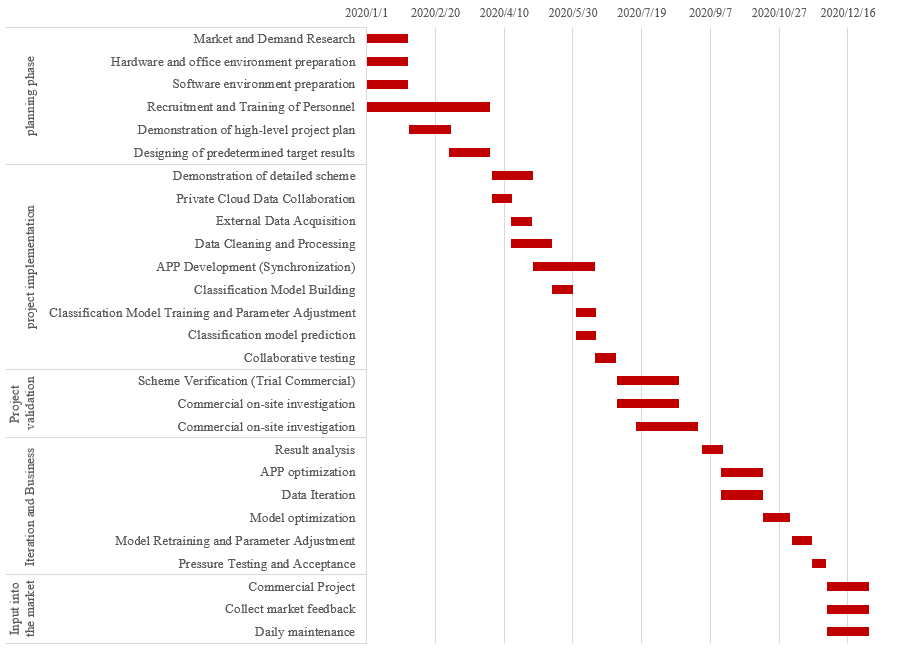 2020/1/1 2020/2/20 2020/4/10 2020/5/30 2020/7/19 2020/9/7 2020/10/27 2020/12/16
planning phase
Market and Demand Research
Hardware and office environment preparation
Software environment preparation
Recruitment and Training of Personnel
Demonstration of high-level project plan
Designing of predetermined target results
project implementation
Demonstration of detailed scheme
Private Cloud Data Collaboration
External Data Acquisition
Data Cleaning and Processing
APP Development (Synchronization)
Classification Model Building
Classification Model Training and Parameter Adjustment
Classification model prediction
Collaborative testing
Project
validation
Scheme Verification (Trial Commercial)
Commercial on-site investigation
Commercial on-site investigation
Iteration and Business
Result analysis
APP optimization
Data Iteration
Model optimization
Model Retraining and Parameter Adjustment
Pressure Testing and Acceptance
Input into
the market
Commercial Project
Collect market feedback
Daily maintenance